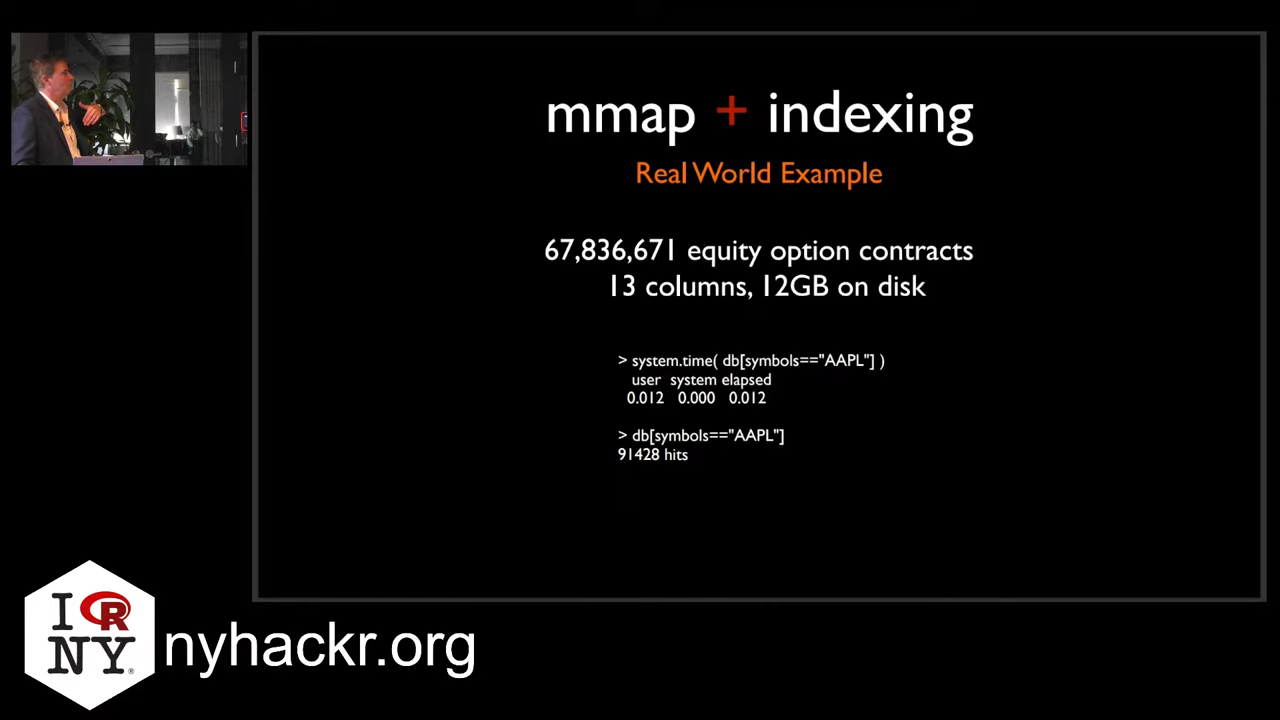 mmap + indexing
Real World Example
67,836,671 equity option contracts
13 columns, 12GB on disk
> system.time( db[symbols=="AAPL"] )
user system elapsed
0.012 0.000 0.012
> db[symbols=="AAPL"]
91428 hits
I R
NY®
nyhackr.org